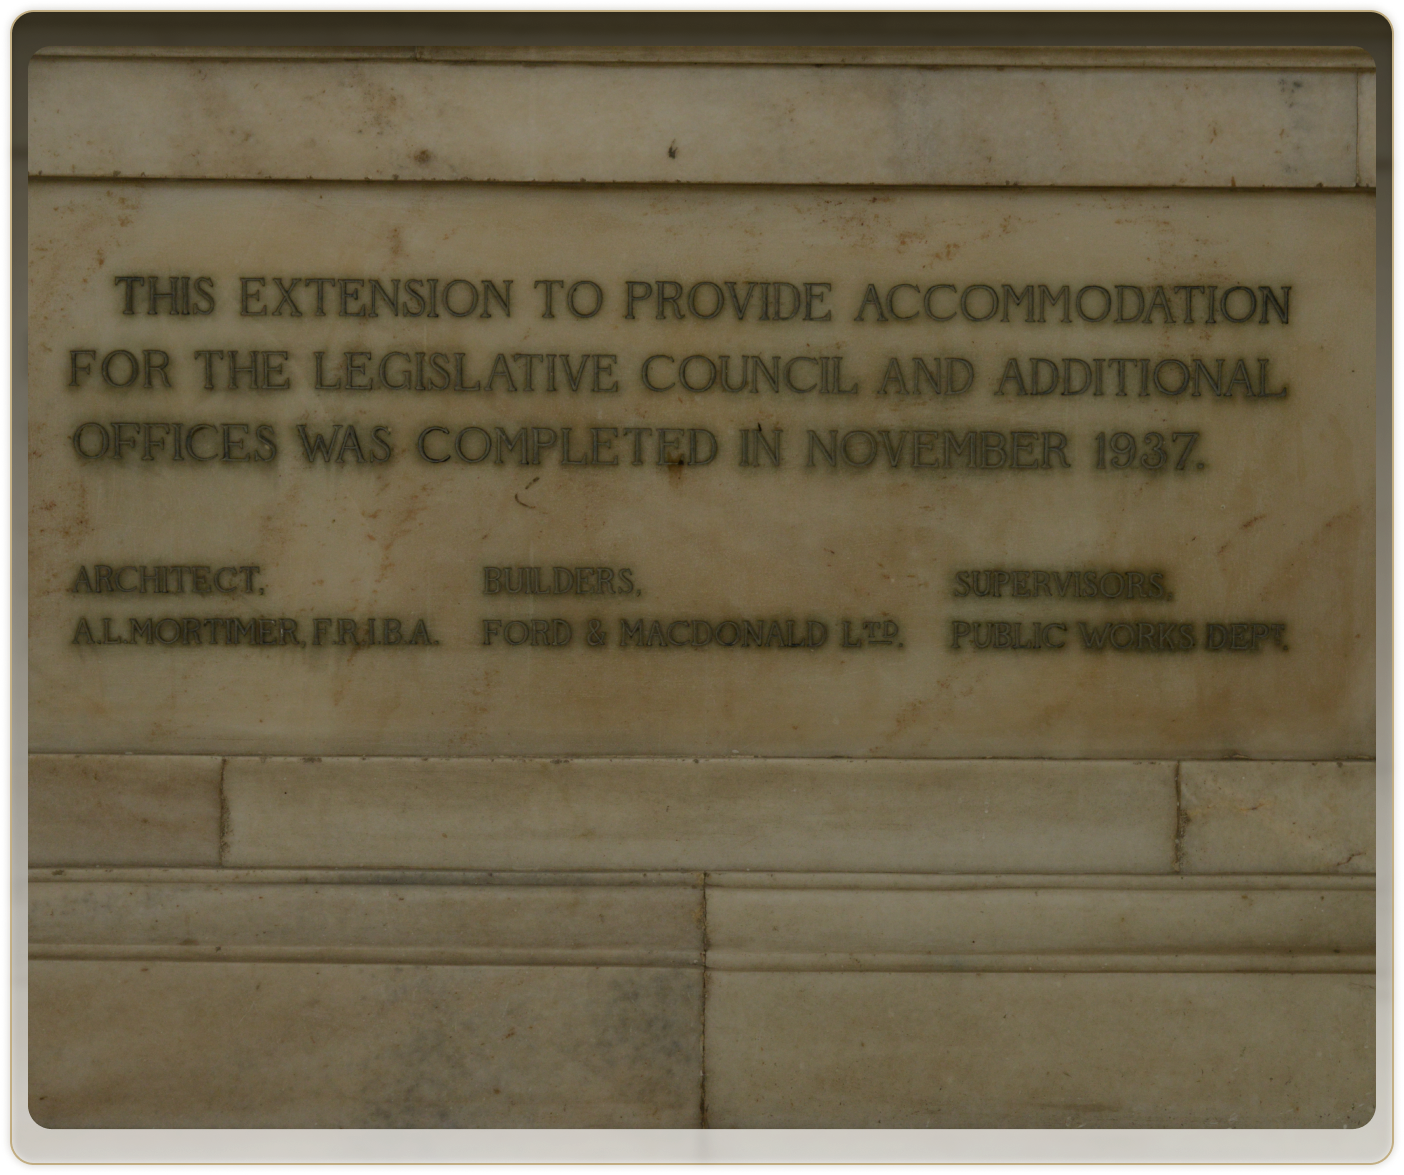 THIS EXTENSION TO PROVIDE ACCOMMODATION
FOR THE LEGISLATIVE COUNCIL AND ADDITIONAL
OFFICES WAS COMPLETED IN NOVEMBER 1937.
ARCHITECT,
A.L.MORTIMER, F.R.I.B.A.
BUILDERS,
FORD & MACDONALD LTD.
SUPERVISORS,
PUBLIC WORKS DEPT.